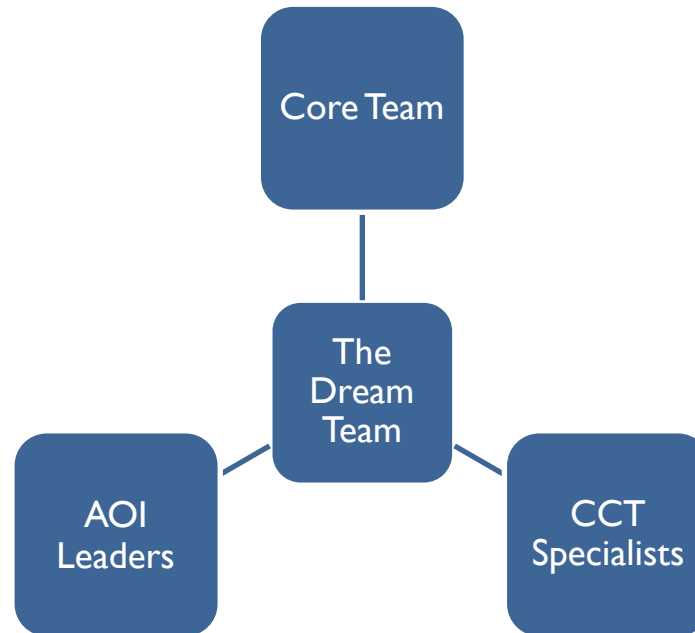 Core Team
The
Dream
Team
AOI
Leaders
CCT
Specialists